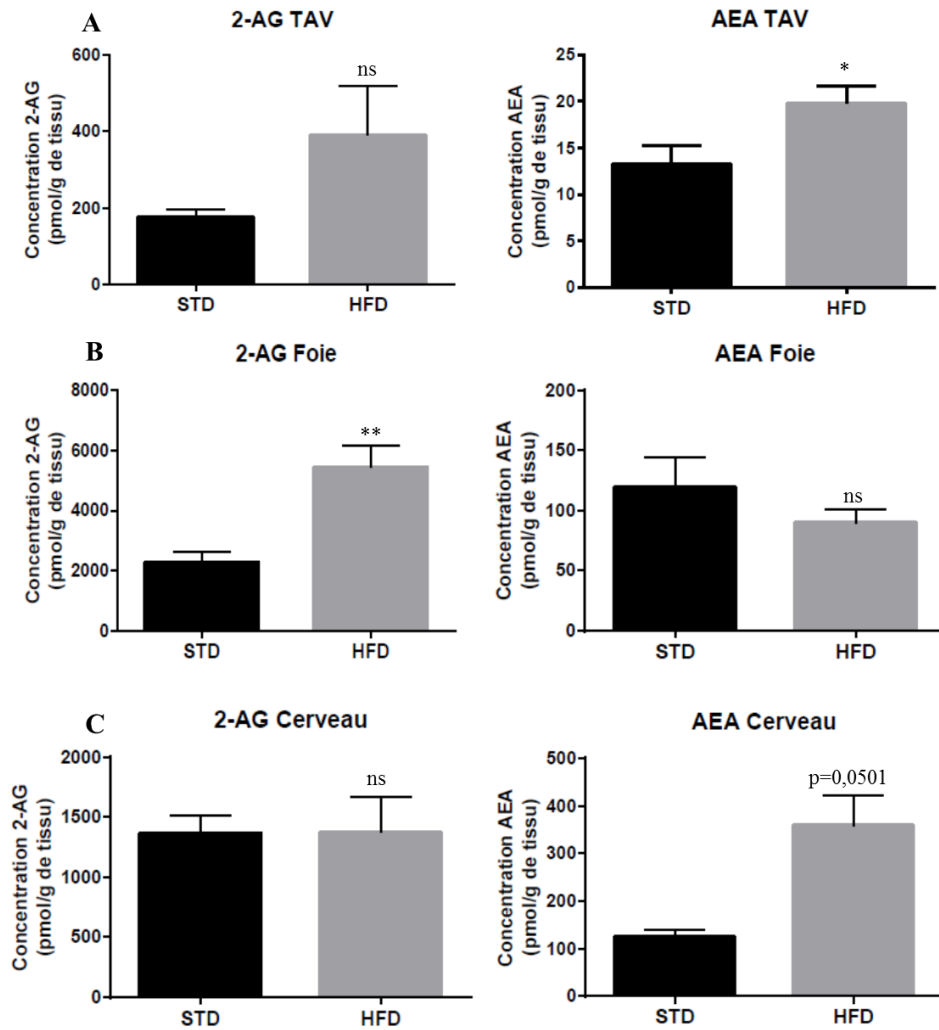 A
2-AG TAV
Concentration 2-AG
(pmol/g de tissu)
600
400
200
0
ns
STD
HFD
AEA TAV
Concentration AEA
(pmol/g de tissu)
25
20
15
10
5
0
*
STD
HFD
B
2-AG Foie
Concentration 2-AG
(pmol/g de tissu)
8000
6000
4000
2000
0
**
STD
HFD
AEA Foie
Concentration AEA
(pmol/g de tissu)
200
150
100
50
0
ns
STD
HFD
C
2-AG Cerveau
Concentration 2-AG
(pmol/g de tissu)
2000
1500
1000
500
0
ns
STD
HFD
AEA Cerveau
Concentration AEA
(pmol/g de tissu)
500
400
300
200
100
0
p=0,0501
STD
HFD